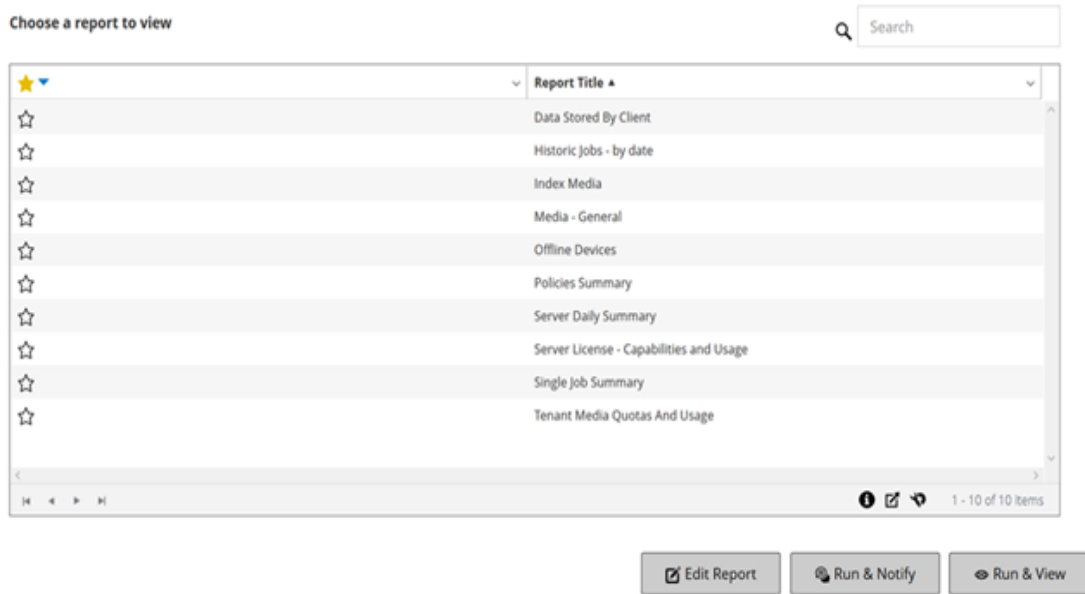 Choose a report to view
Search
Report Title
Data Stored By Client
Historic Jobs - by date
Index Media
Media - General
Offline Devices
Policies Summary
Server Daily Summary
Server License - Capabilities and Usage
Single Job Summary
Tenant Media Quotas And Usage
1 - 10 of 10 items
Edit Report Run & Notify Run & View